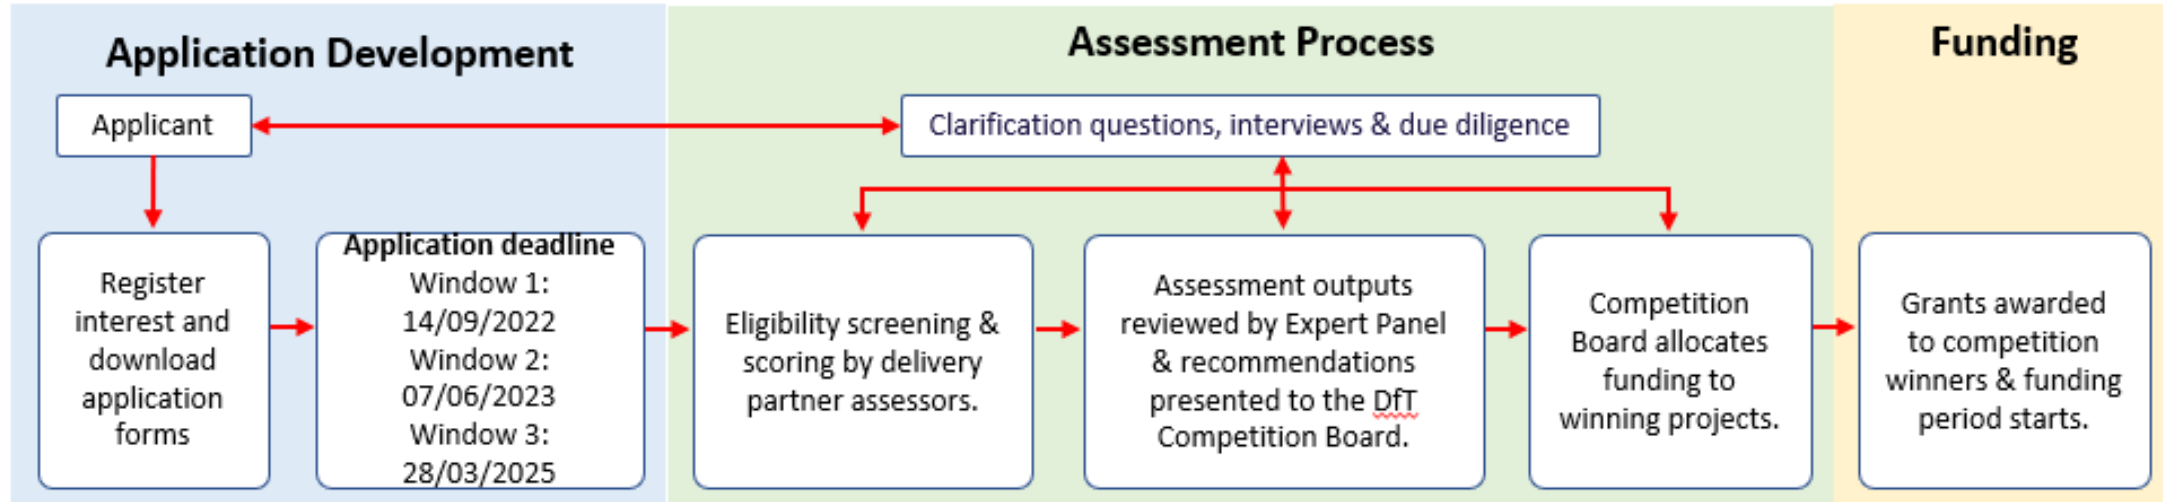 Application Development
Applicant
Register
interest and
download
application
forms
Application deadline
Window 1:
14/09/2022
Window 2:
07/06/2023
Window 3:
28/03/2025
Assessment Process
Clarification questions, interviews & due diligence
Eligibility screening &
scoring by delivery
partner assessors.
Assessment outputs
reviewed by Expert Panel
& recommendations
presented to the DfT
Competition Board.
Competition
Board allocates
funding to
winning projects.
Funding
Grants awarded
to competition
winners & funding
period starts.